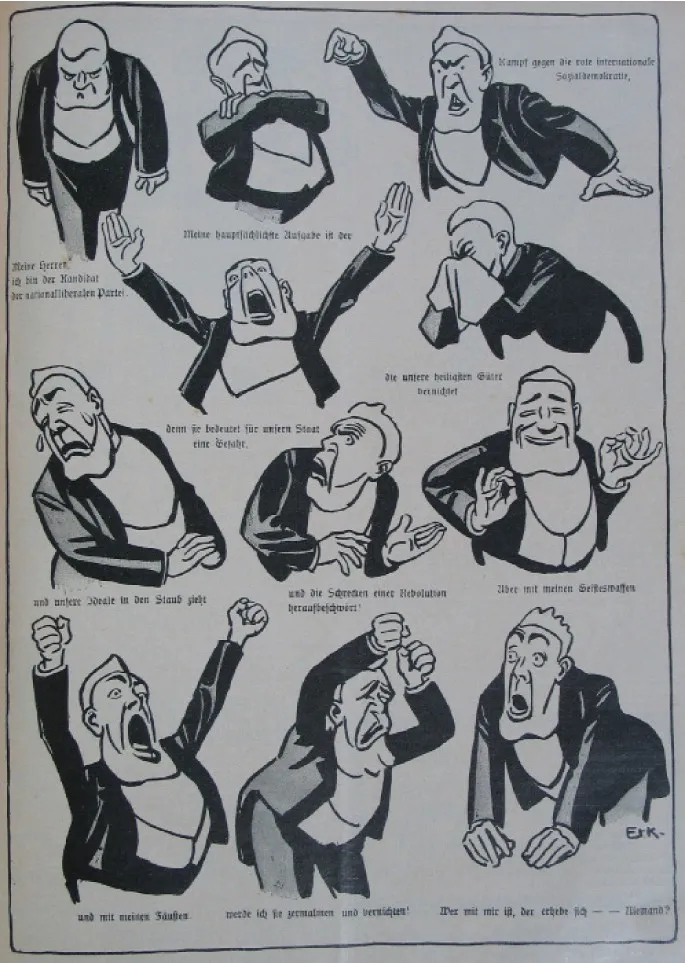 Meine Herren,
ich bin der Kandidat
der nationalliberalen Partei.
Meine hauptsächlichste Aufgabe ist der
Kampf gegen die rote internationale
Sozialdemokratie,
denn sie bedeutet für unsern Staat
eine Gefahr,
die unsere heiligsten Güter
vernichtet
und unsere Ideale in den Staub zieht
und die Schrecken einer Revolution
heraufbeschwört!
Aber mit meinen Geisteswaffen
und mit meinen Fäusten
werde ich sie zermalmen und vernichten!
Wer mit mir ist, der erhebe sich — — Niemand?